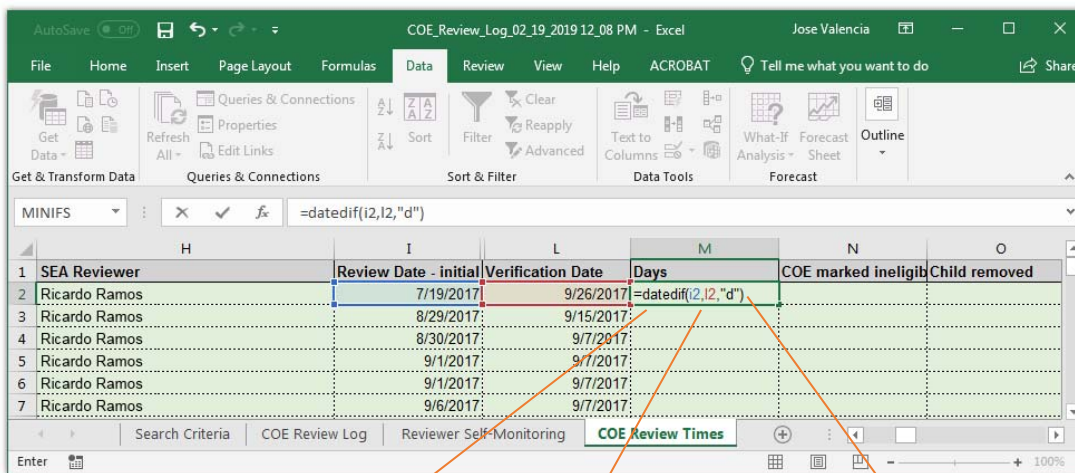 AutoSave Off COE_Review_Log_02_19_2019 12_08 PM - Excel Jose Valencia
File Home Insert Page Layout Formulas Data Review View Help ACROBAT Tell me what you want to do Share
Get Data Refresh All Queries & Connections Properties Edit Links Sort Filter Clear Reapply Advanced Text to Columns What-If Analysis Forecast Sheet Outline
Get & Transform Data Queries & Connections Sort & Filter Data Tools Forecast
MINIFS fx =datedif(i2,l2,"d")
H I L M N O
1 SEA Reviewer Review Date - initial Verification Date Days COE marked ineligib Child removed
2 Ricardo Ramos 7/19/2017 9/26/2017 =datedif(i2,l2,"d")
3 Ricardo Ramos 8/29/2017 9/15/2017
4 Ricardo Ramos 8/30/2017 9/7/2017
5 Ricardo Ramos 9/1/2017 9/7/2017
6 Ricardo Ramos 9/1/2017 9/7/2017
7 Ricardo Ramos 9/6/2017 9/7/2017
Search Criteria COE Review Log Reviewer Self-Monitoring COE Review Times
Enter 100%